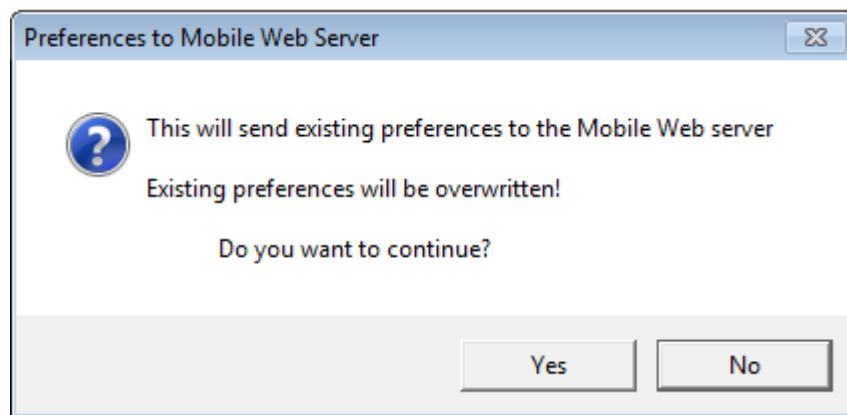 Preferences to Mobile Web Server
This will send existing preferences to the Mobile Web server
Existing preferences will be overwritten!
Do you want to continue?
Yes No